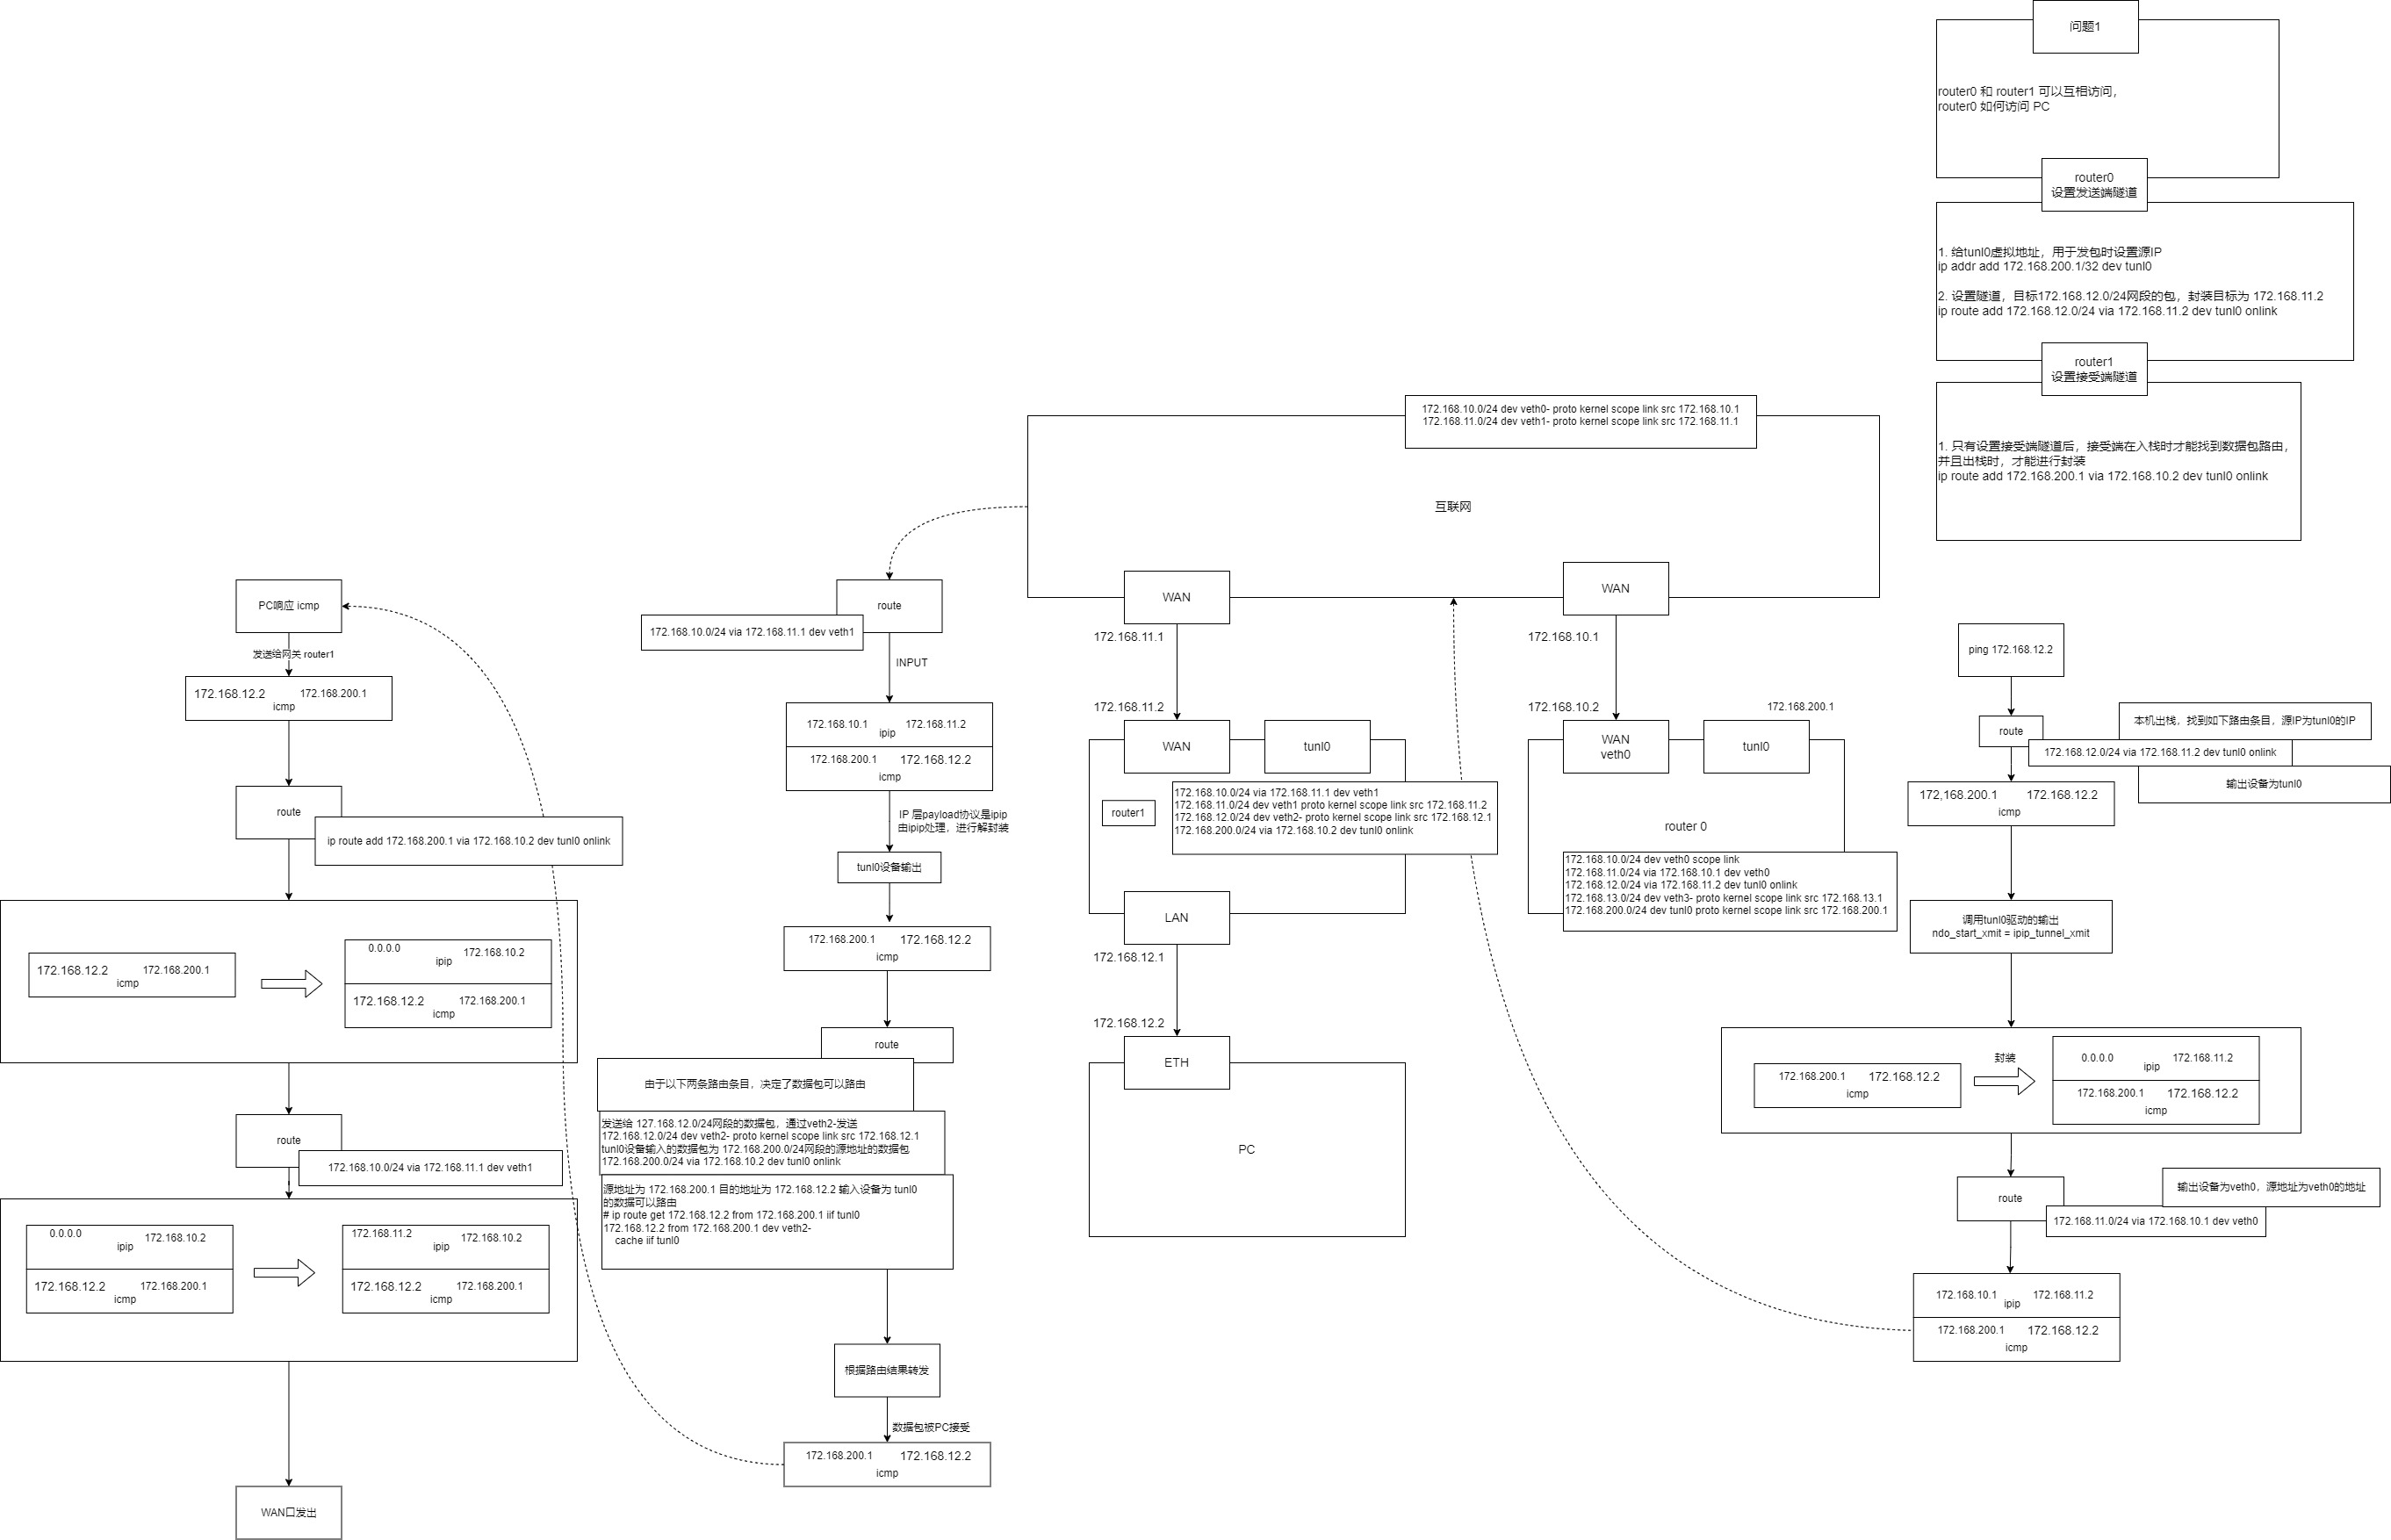 问题1
router0 和 router1 可以互相访问，
router0 如何访问 PC
router0
设置发送端隧道
1. 给tunl0虚拟地址，用于发包时设置源IP
ip addr add 172.168.200.1/32 dev tunl0
2. 设置隧道，目标172.168.12.0/24网段的包，封装目标为 172.168.11.2
ip route add 172.168.12.0/24 via 172.168.11.2 dev tunl0 onlink
router1
设置接受端隧道
1. 只有设置接受端隧道后，接受端在入栈时才能找到数据包路由，
并且出栈时，才能进行封装
ip route add 172.168.200.1 via 172.168.10.2 dev tunl0 onlink
172.168.10.0/24 dev veth0- proto kernel scope link src 172.168.10.1
172.168.11.0/24 dev veth1- proto kernel scope link src 172.168.11.1
互联网
WAN
172.168.11.1
172.168.11.2
WAN
tunl0
router1
172.168.10.0/24 via 172.168.11.1 dev veth1
172.168.11.0/24 dev veth1 proto kernel scope link src 172.168.11.2
172.168.12.0/24 dev veth2- proto kernel scope link src 172.168.12.1
172.168.200.0/24 via 172.168.10.2 dev tunl0 onlink
LAN
172.168.12.1
172.168.12.2
ETH
PC
WAN
172.168.10.1
172.168.10.2
172.168.200.1
WAN
veth0
tunl0
router 0
172.168.10.0/24 dev veth0 scope link
172.168.11.0/24 via 172.168.10.1 dev veth0
172.168.12.0/24 via 172.168.11.2 dev tunl0 onlink
172.168.13.0/24 dev veth3- proto kernel scope link src 172.168.13.1
172.168.200.0/24 dev tunl0 proto kernel scope link src 172.168.200.1
ping 172.168.12.2
route
本机出栈，找到如下路由条目，源IP为tunl0的IP
172.168.12.0/24 via 172.168.11.2 dev tunl0 onlink
输出设备为tunl0
172,168.200.1 172.168.12.2
icmp
调用tunl0驱动的输出
ndo_start_xmit = ipip_tunnel_xmit
172.168.200.1 172.168.12.2
icmp
封装
0.0.0.0 172.168.11.2
ipip
172.168.200.1 172.168.12.2
icmp
route
输出设备为veth0，源地址为veth0的地址
172.168.11.0/24 via 172.168.10.1 dev veth0
172.168.10.1 172.168.11.2
ipip
172.168.200.1 172.168.12.2
icmp
route
172.168.10.0/24 via 172.168.11.1 dev veth1
INPUT
172.168.10.1 172.168.11.2
ipip
172.168.200.1 172.168.12.2
icmp
IP 层payload协议是ipip
由ipip处理，进行解封装
tunl0设备输出
172.168.200.1 172.168.12.2
icmp
route
由于以下两条路由条目，决定了数据包可以路由
发送给 127.168.12.0/24网段的数据包，通过veth2-发送
172.168.12.0/24 dev veth2- proto kernel scope link src 172.168.12.1
tunl0设备输入的数据包为 172.168.200.0/24网段的源地址的数据包
172.168.200.0/24 via 172.168.10.2 dev tunl0 onlink
源地址为 172.168.200.1 目的地址为 172.168.12.2 输入设备为 tunl0
的数据可以路由
# ip route get 172.168.12.2 from 172.168.200.1 iif tunl0
172.168.12.2 from 172.168.200.1 dev veth2-
cache iif tunl0
根据路由结果转发
数据包被PC接受
172.168.200.1 172.168.12.2
icmp
PC响应 icmp
发送给网关 router1
172.168.12.2 172.168.200.1
icmp
route
ip route add 172.168.200.1 via 172.168.10.2 dev tunl0 onlink
172.168.12.2 172.168.200.1
icmp
0.0.0.0 172.168.10.2
ipip
172.168.12.2 172.168.200.1
icmp
route
172.168.10.0/24 via 172.168.11.1 dev veth1
0.0.0.0 172.168.10.2
ipip
172.168.12.2 172.168.200.1
icmp
172.168.11.2 172.168.10.2
ipip
172.168.12.2 172.168.200.1
icmp
WAN口发出